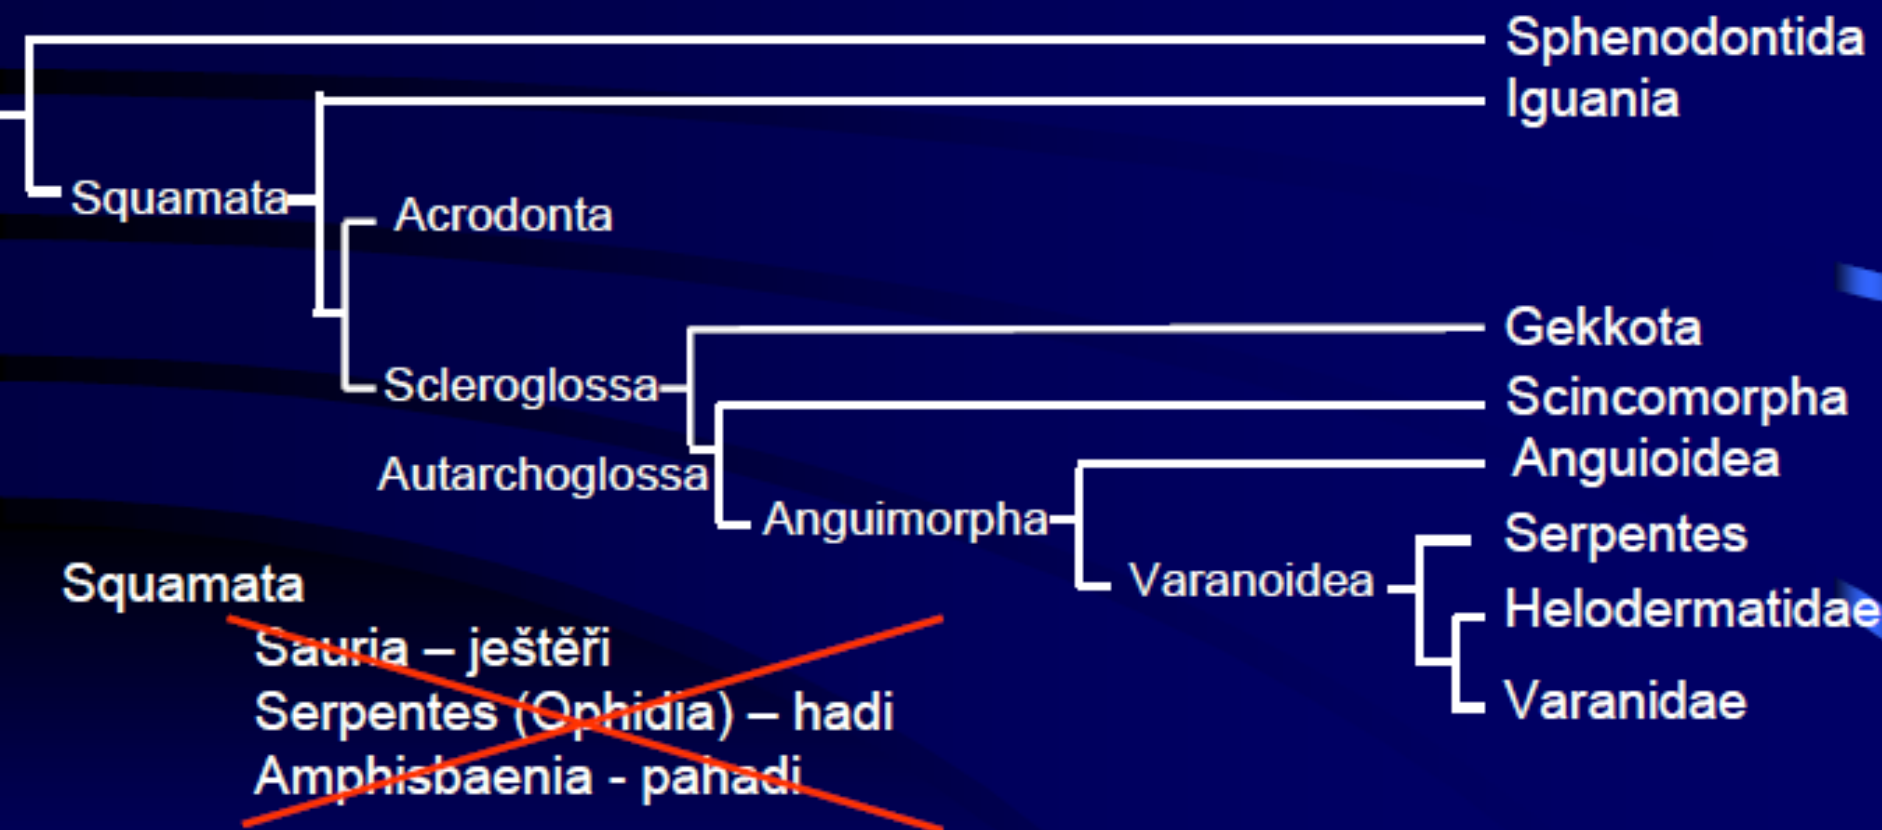 Sphenodontida
Iguania
Squamata
Acrodonta
Gekkota
Scleroglossa
Scincomorpha
Autarchoglossa
Anguioidea
Anguimorpha
Serpentes
Varanoidea
Helodermatidae
Varanidae
Squamata
Sauria – ještěři
Serpentes (Ophidia) – hadi
Amphisbaenia - pahadi